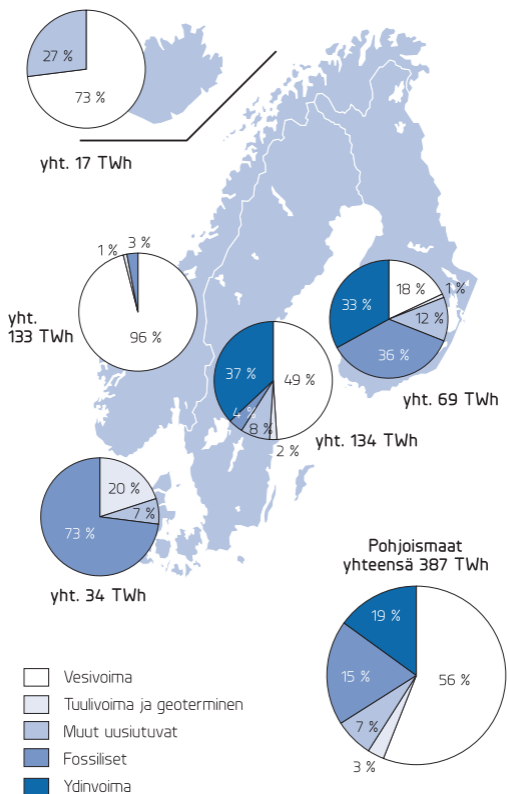 27 %
73 %
yht. 17 TWh
1 %
3 %
96 %
yht.
133 TWh
18 %
1 %
12 %
36 %
33 %
yht. 69 TWh
37 %
49 %
4 %
8 %
2 %
yht. 134 TWh
20 %
7 %
73 %
yht. 34 TWh
Pohjoismaat
yhteensä 387 TWh
19 %
15 %
56 %
7 %
3 %
Vesivoima
Tuulivoima ja geoterminen
Muut uusiutuvat
Fossiliset
Ydinvoima